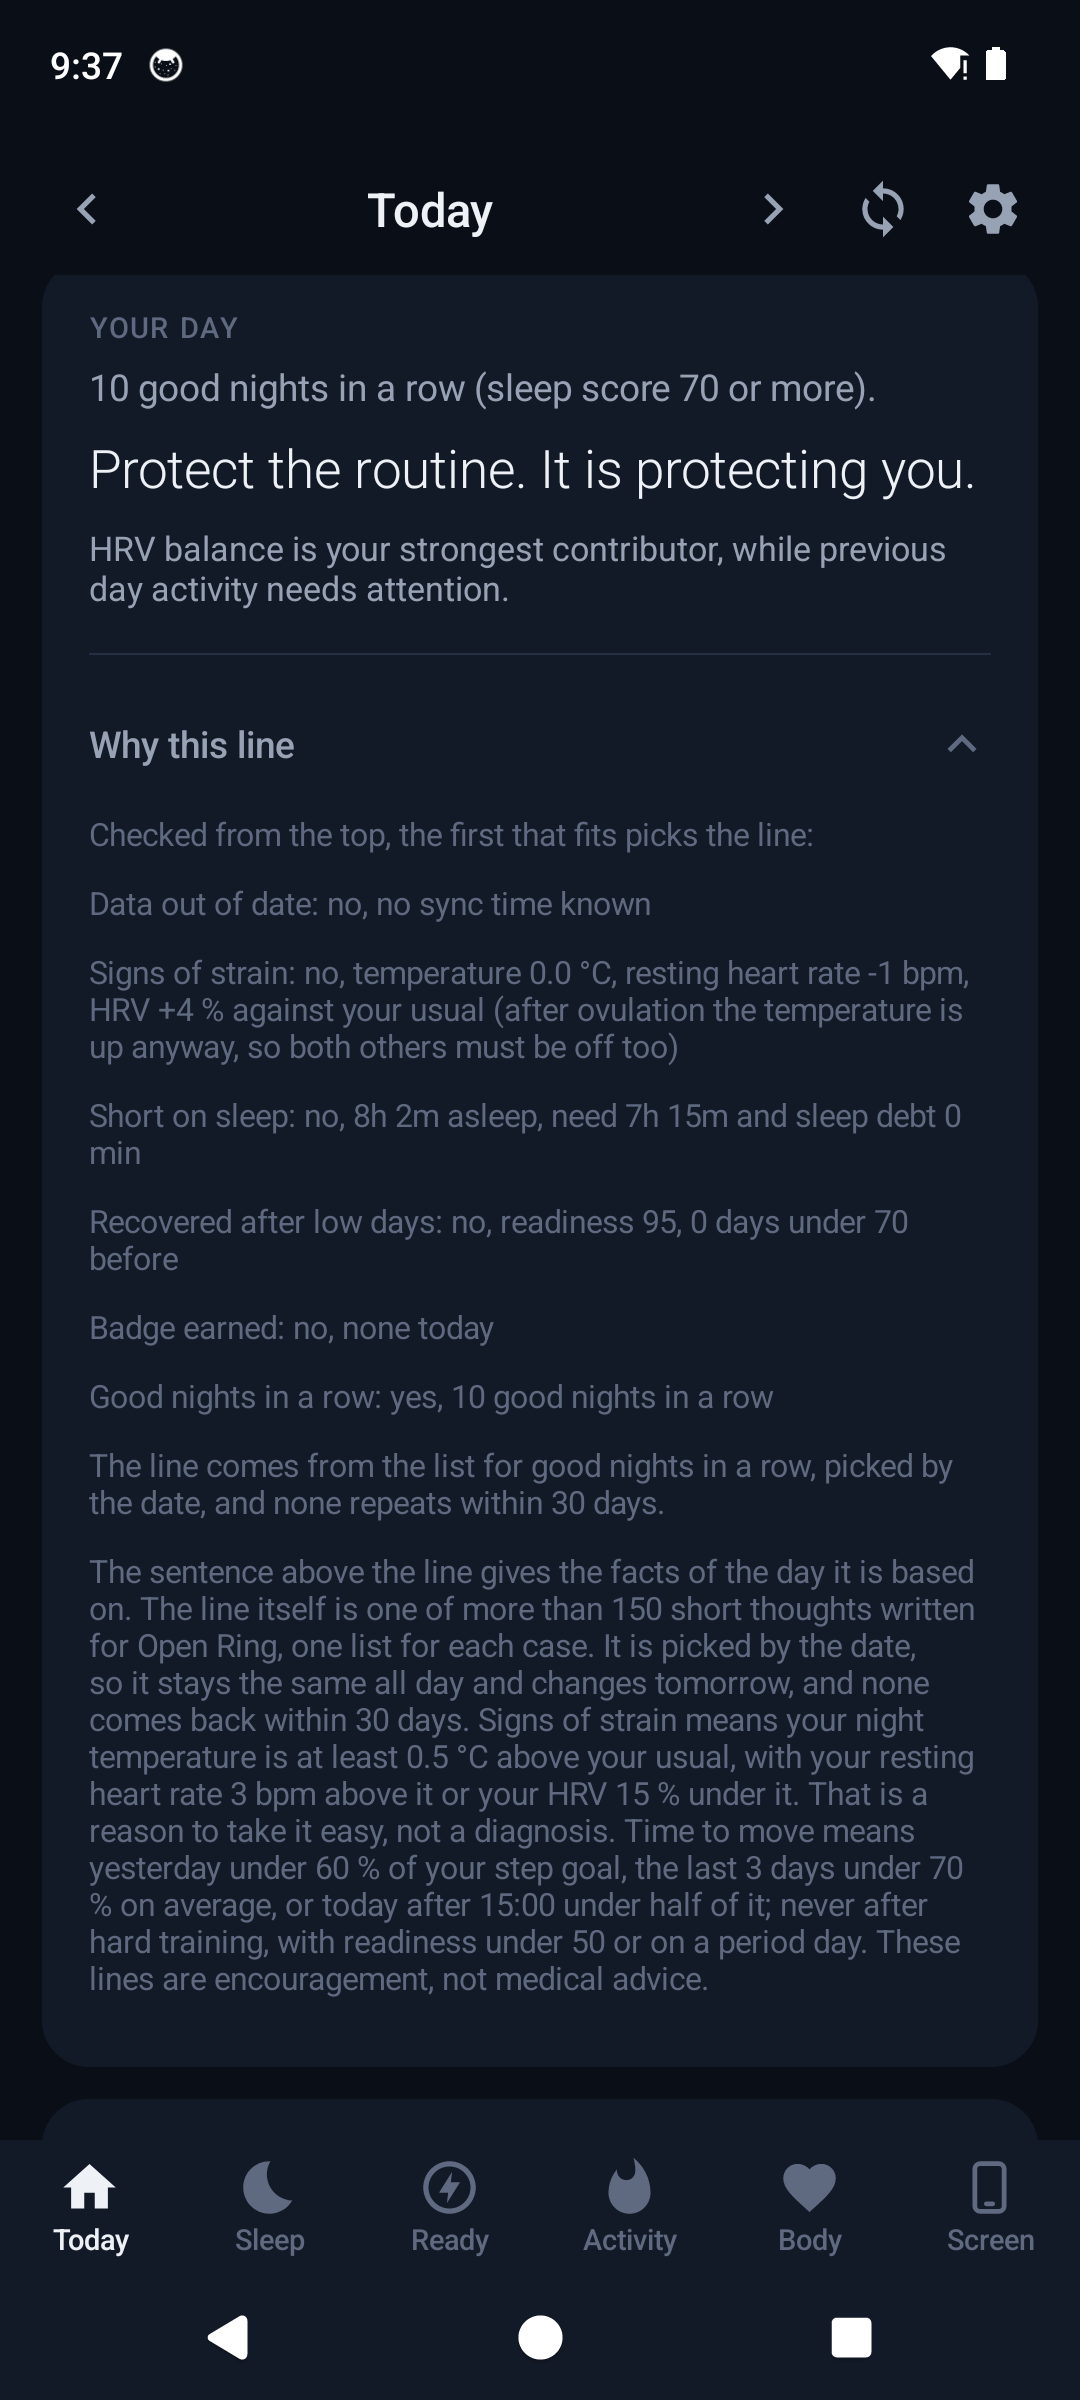 9:37
Today
YOUR DAY
10 good nights in a row (sleep score 70 or more).
Protect the routine. It is protecting you.
HRV balance is your strongest contributor, while previous
day activity needs attention.
Why this line
Checked from the top, the first that fits picks the line:
Data out of date: no, no sync time known
Signs of strain: no, temperature 0.0 °C, resting heart rate -1 bpm,
HRV +4 % against your usual (after ovulation the temperature is
up anyway, so both others must be off too)
Short on sleep: no, 8h 2m asleep, need 7h 15m and sleep debt 0
min
Recovered after low days: no, readiness 95, 0 days under 70
before
Badge earned: no, none today
Good nights in a row: yes, 10 good nights in a row
The line comes from the list for good nights in a row, picked by
the date, and none repeats within 30 days.
The sentence above the line gives the facts of the day it is based
on. The line itself is one of more than 150 short thoughts written
for Open Ring, one list for each case. It is picked by the date,
so it stays the same all day and changes tomorrow, and none
comes back within 30 days. Signs of strain means your night
temperature is at least 0.5 °C above your usual, with your resting
heart rate 3 bpm above it or your HRV 15 % under it. That is a
reason to take it easy, not a diagnosis. Time to move means
yesterday under 60 % of your step goal, the last 3 days under 70
% on average, or today after 15:00 under half of it; never after
hard training, with readiness under 50 or on a period day. These
lines are encouragement, not medical advice.
Today
Sleep
Ready
Activity
Body
Screen